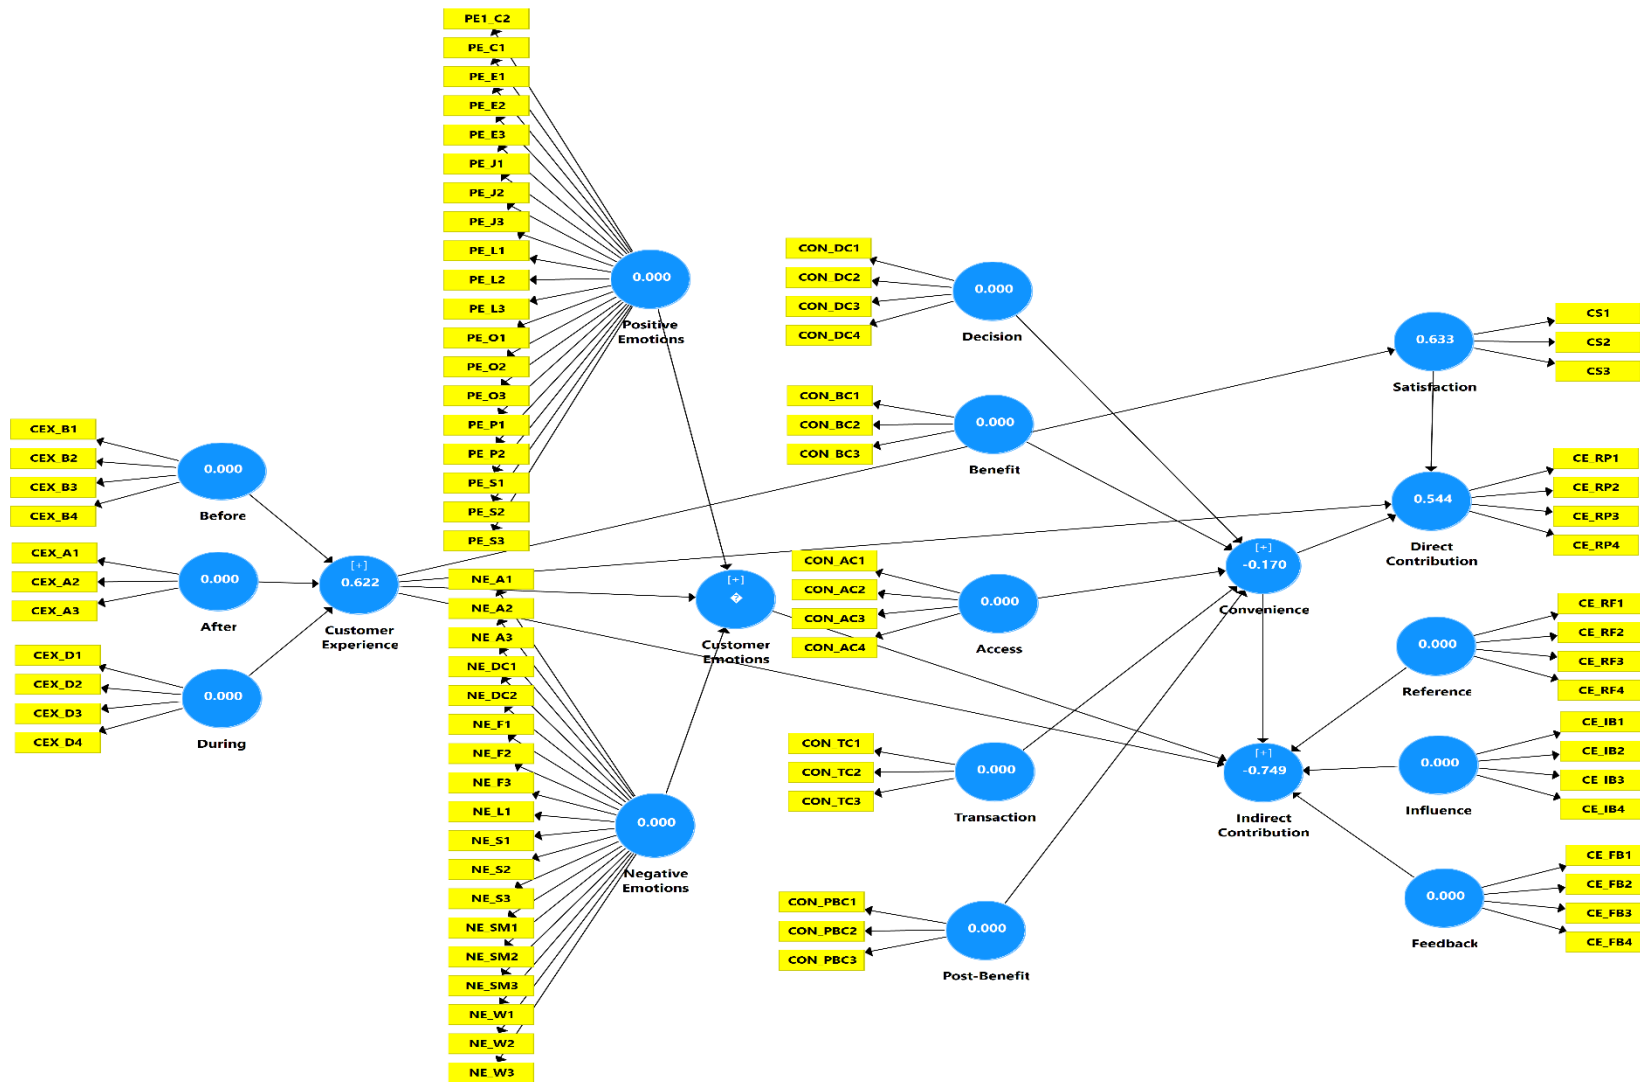 PE1_C2
PE_C1
PE_E1
PE_E2
PE_E3
PE_J1
PE_J2
PE_J3
PE_L1
PE_L2
PE_L3
PE_O1
PE_O2
PE_O3
PE_P1
PE_P2
PE_S1
PE_S2
PE_S3
0.000
Positive
Emotions
CEX_B1
CEX_B2
CEX_B3
CEX_B4
0.000
Before
CEX_A1
CEX_A2
CEX_A3
0.000
After
CEX_D1
CEX_D2
CEX_D3
CEX_D4
0.000
During
[+]
0.622
Customer
Experience
NE_A1
NE_A2
NE_A3
NE_DC1
NE_DC2
NE_F1
NE_F2
NE_F3
NE_L1
NE_S1
NE_S2
NE_S3
NE_SM1
NE_SM2
NE_SM3
NE_W1
NE_W2
NE_W3
0.000
Negative
Emotions
[+]
�
Customer
Emotions
CON_DC1
CON_DC2
CON_DC3
CON_DC4
0.000
Decision
CON_BC1
CON_BC2
CON_BC3
0.000
Benefit
CON_AC1
CON_AC2
CON_AC3
CON_AC4
0.000
Access
CON_TC1
CON_TC2
CON_TC3
0.000
Transaction
CON_PBC1
CON_PBC2
CON_PBC3
0.000
Post-Benefit
[+]
-0.170
Convenience
[+]
-0.749
Indirect
Contribution
0.633
Satisfaction
CS1
CS2
CS3
0.544
Direct
Contribution
CE_RP1
CE_RP2
CE_RP3
CE_RP4
0.000
Reference
CE_RF1
CE_RF2
CE_RF3
CE_RF4
0.000
Influence
CE_IB1
CE_IB2
CE_IB3
CE_IB4
0.000
Feedback
CE_FB1
CE_FB2
CE_FB3
CE_FB4